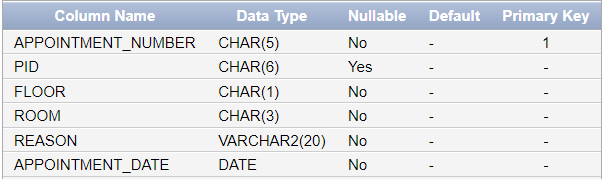 Column Name Data Type Nullable Default Primary Key
APPOINTMENT_NUMBER CHAR(5) No - 1
PID CHAR(6) Yes - -
FLOOR CHAR(1) No - -
ROOM CHAR(3) No - -
REASON VARCHAR2(20) No - -
APPOINTMENT_DATE DATE No - -